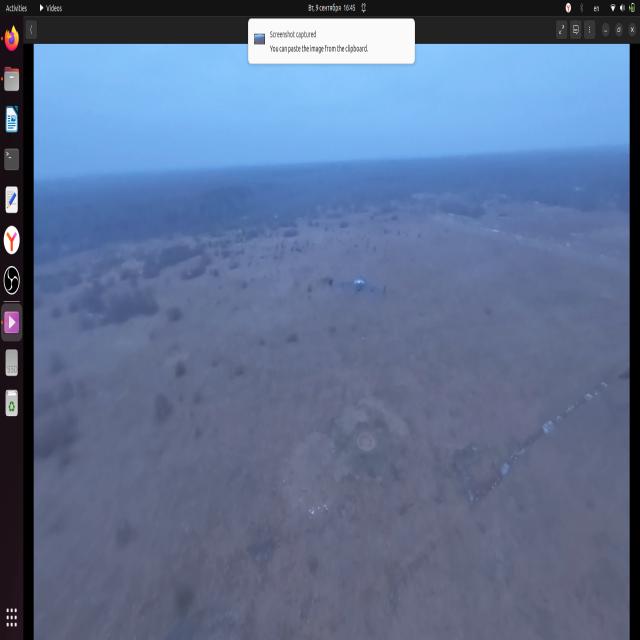 Activities
Videos
Вт, 9 сентября 16:45
en
Screenshot captured
You can paste the image from the clipboard.